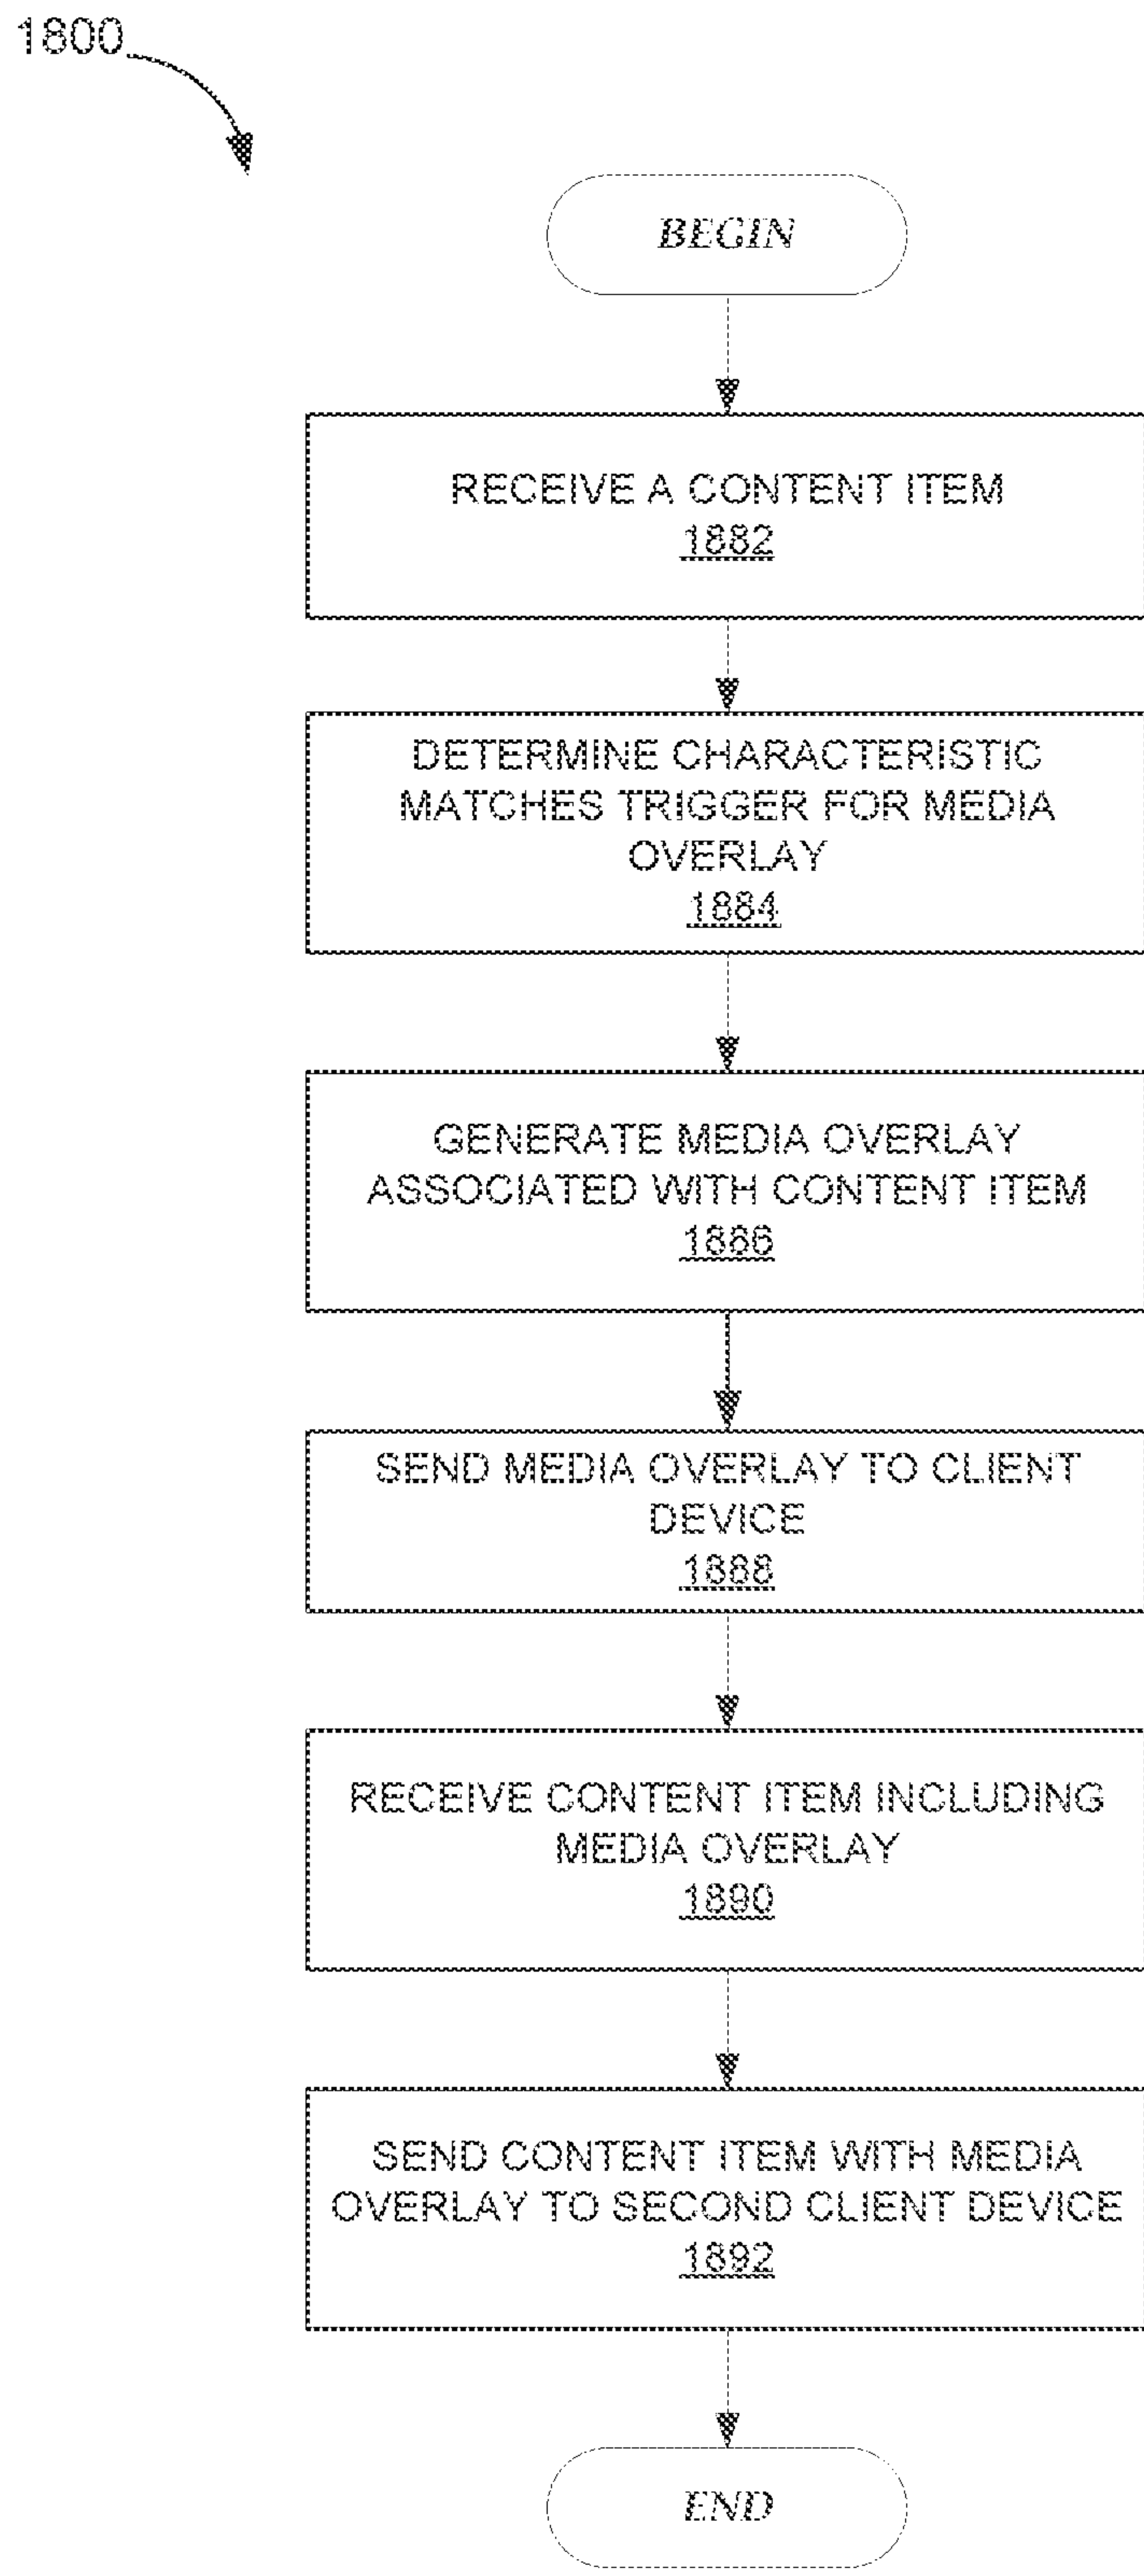 1800
BEGIN
RECEIVE A CONTENT ITEM
1882
DETERMINE CHARACTERISTIC
MATCHES TRIGGER FOR MEDIA
OVERLAY
1884
GENERATE MEDIA OVERLAY
ASSOCIATED WITH CONTENT ITEM
1886
SEND MEDIA OVERLAY TO CLIENT
DEVICE
1888
RECEIVE CONTENT ITEM INCLUDING
MEDIA OVERLAY
1890
SEND CONTENT ITEM WITH MEDIA
OVERLAY TO SECOND CLIENT DEVICE
1892
END